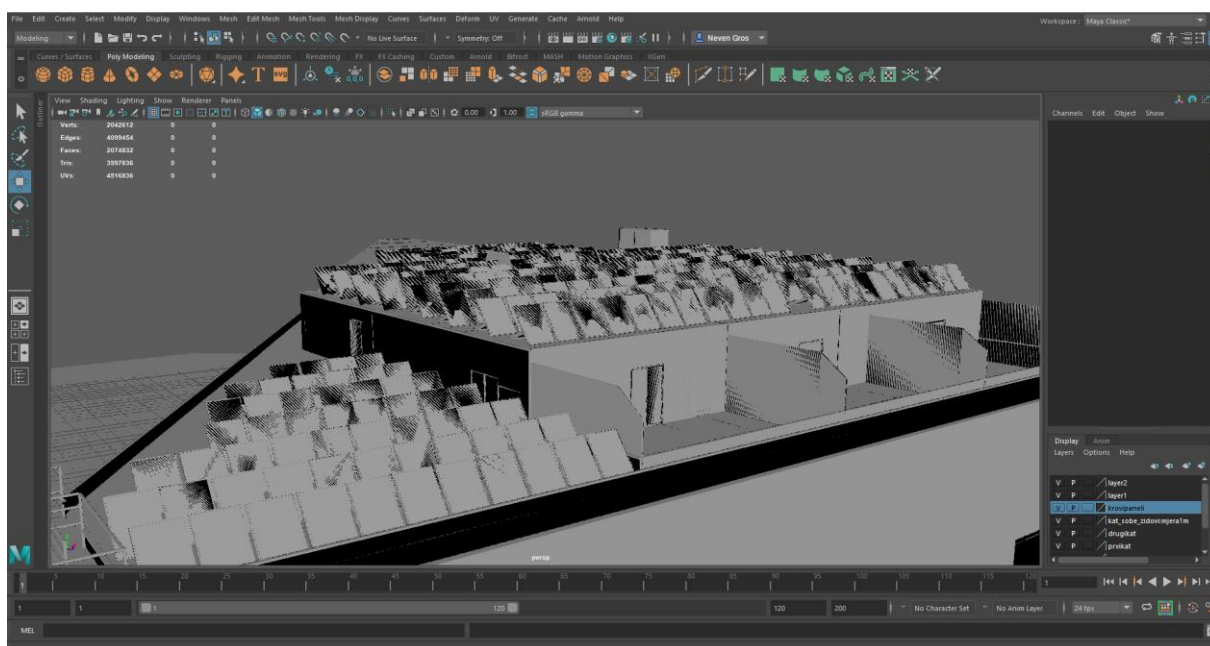 File Edit Create Select Modify Display Windows Mesh Edit Mesh Mesh Tools Mesh Display Curves Surfaces Deform UV Generate Cache Arnold Help Workspace: Maya Classic*
Modeling No Live Surface Symmetry: Off Neven Gros
Curves / Surfaces Poly Modeling Sculpting Rigging Animation Rendering FX FX Caching Custom Arnold Bifrost MASH Motion Graphics XGen
View Shading Lighting Show Renderer Panels
Outliner
0.00 1.00 sRGB gamma
Channels Edit Object Show
Verts: 2042612 0 0
Edges: 4099454 0 0
Faces: 2074832 0 0
Tris: 3997836 0 0
UVs: 4516836 0 0
Display Anim
Layers Options Help
V P layer2
V P layer1
V P krovipaneli
V P kat_sobe_zidovi:mjera1m
V P drugikat
V P prvikat
persp
1 5 10 15 20 25 30 35 40 45 50 55 60 65 70 75 80 85 90 95 100 105 110 115 120 1
1 1 1 120 120 200 No Character Set No Anim Layer 24 fps
MEL